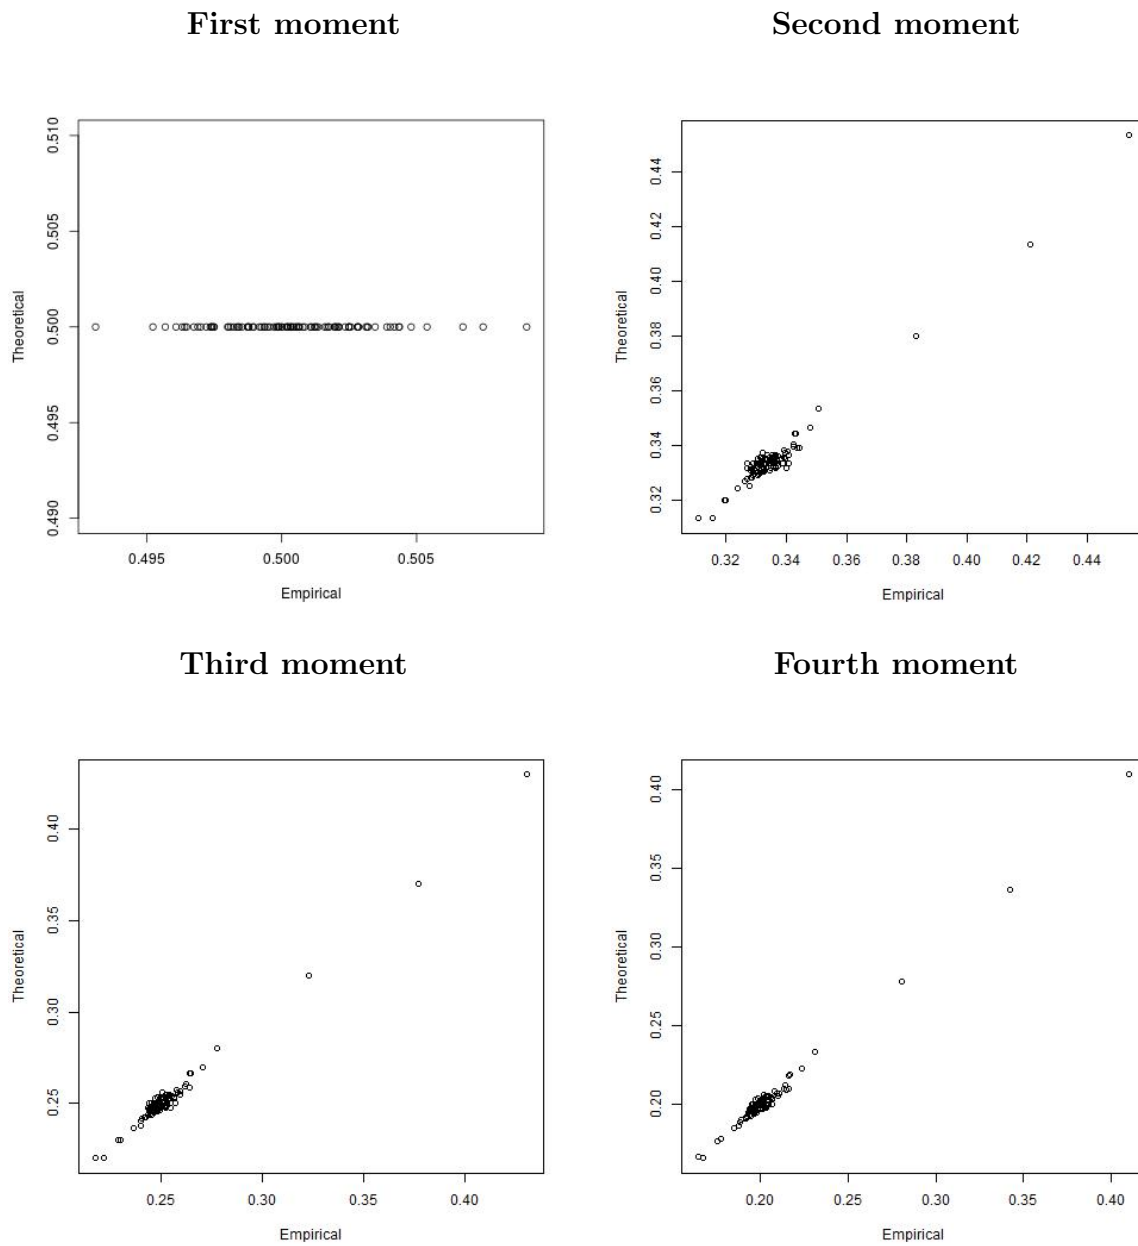 First moment
Second moment
0.510
0.505
0.500
0.495
0.490
Theoretical
0.495 0.500 0.505
Empirical
0.44
0.42
0.40
0.38
0.36
0.34
0.32
Theoretical
0.32 0.34 0.36 0.38 0.40 0.42 0.44
Empirical
Third moment
Fourth moment
0.40
0.35
0.30
0.25
Theoretical
0.25 0.30 0.35 0.40
Empirical
0.40
0.35
0.30
0.25
0.20
Theoretical
0.20 0.25 0.30 0.35 0.40
Empirical